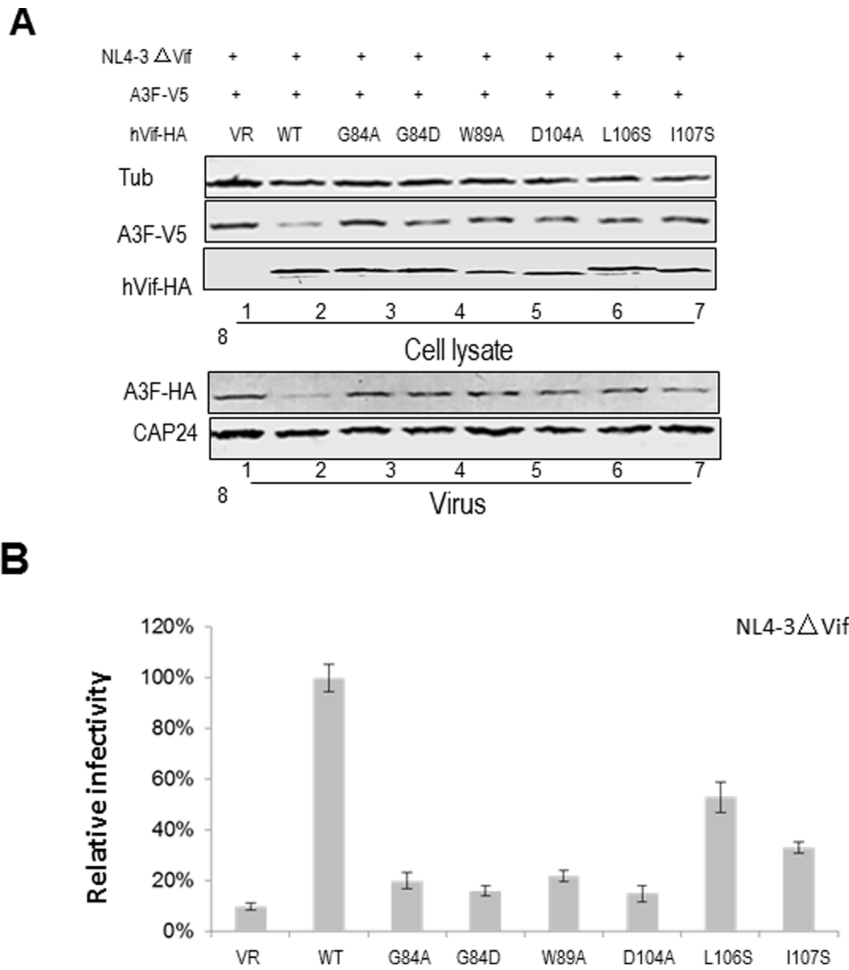 A
NL4-3 △Vif + + + + + + + +
A3F-V5 + + + + + + + +
hVif-HA VR WT G84A G84D W89A D104A L106S I107S
Tub
A3F-V5
hVif-HA
1 2 3 4 5 6 7
8
Cell lysate
A3F-HA
CAP24
1 2 3 4 5 6 7
8
Virus
B
NL4-3△Vif
Relative infectivity
120%
100%
80%
60%
40%
20%
0%
VR WT G84A G84D W89A D104A L106S I107S